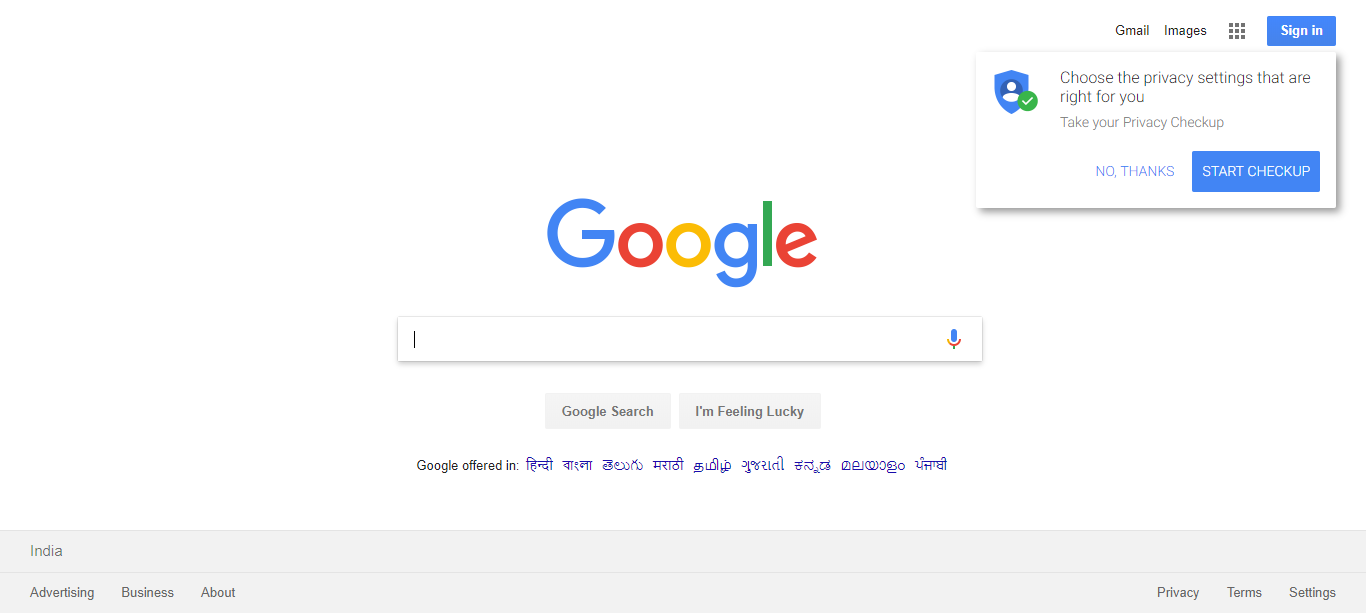 Gmail Images Sign in
Choose the privacy settings that are
right for you
Take your Privacy Checkup
NO, THANKS START CHECKUP
Google
Google Search I'm Feeling Lucky
Google offered in: हिन्दी বাংলা తెలుగు मराठी தமிழ் ગુજરાતી ಕನ್ನಡ മലയാളം ਪੰਜਾਬੀ
India
Advertising Business About Privacy Terms Settings